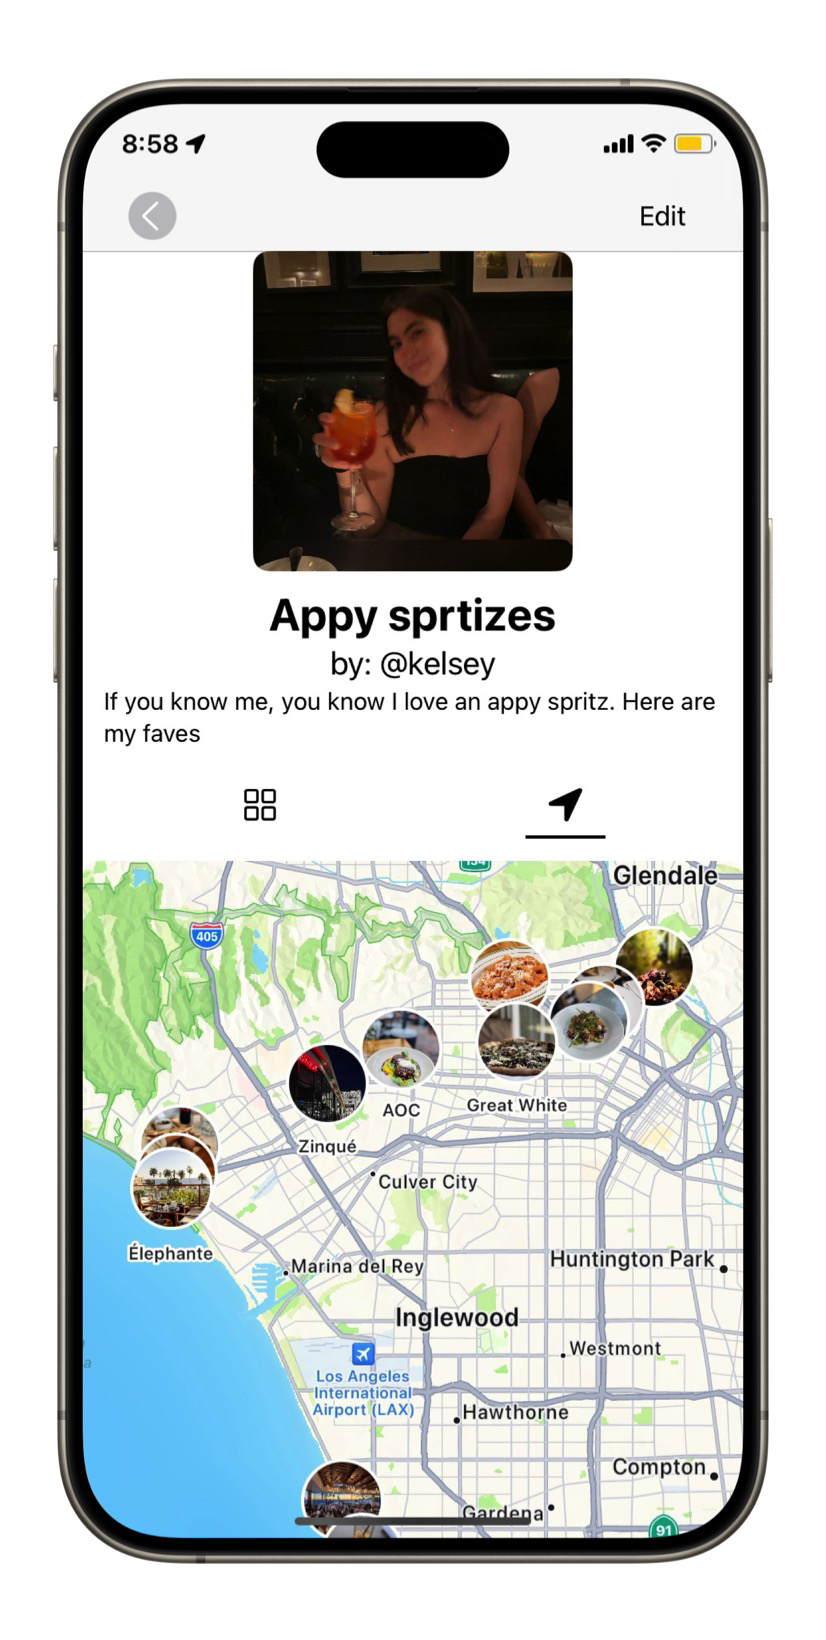 8:58
Edit
Appy sprtizes
by: @kelsey
If you know me, you know I love an appy spritz. Here are
my faves
134
Glendale
405
AOC
Great White
Zinqué
Culver City
Élephante
Marina del Rey
Huntington Park
Inglewood
Westmont
Los Angeles
International
Airport (LAX)
Hawthorne
Compton
Gardena
91